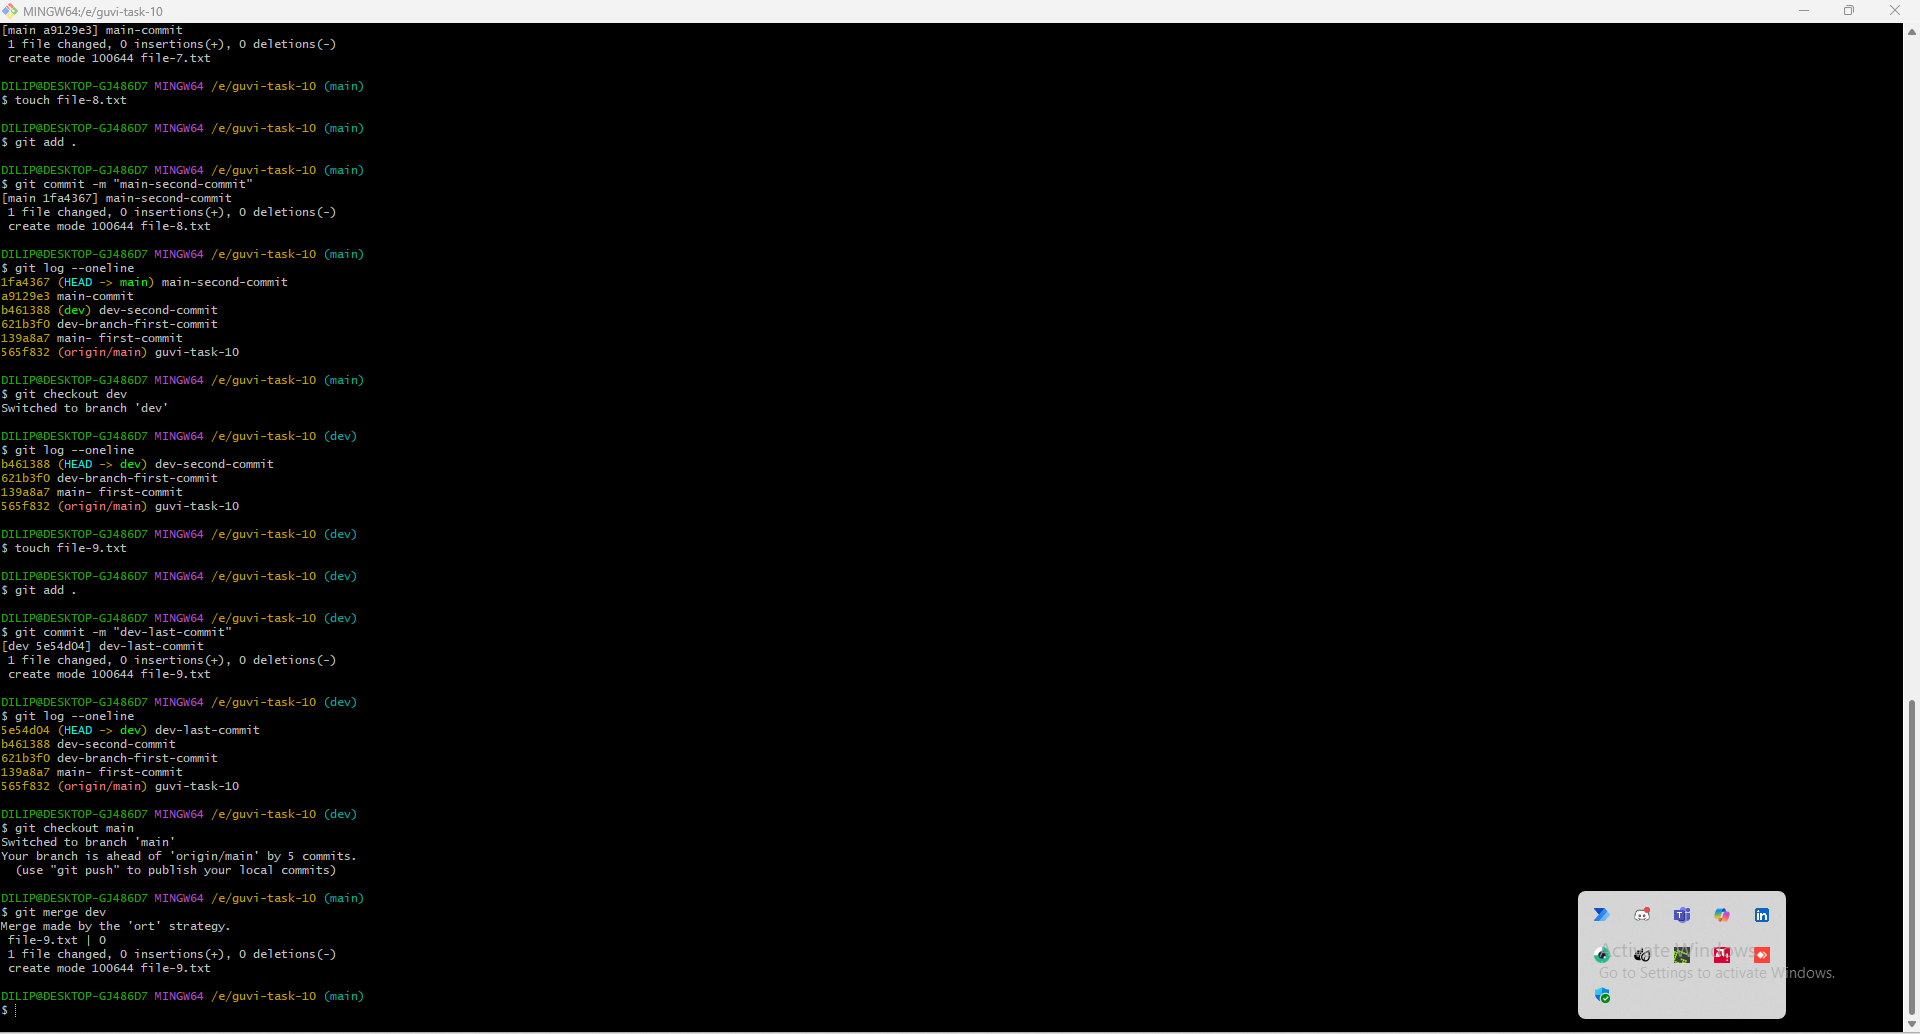 MINGW64:/e/guvi-task-10
[main a9129e3] main-commit
 1 file changed, 0 insertions(+), 0 deletions(-)
 create mode 100644 file-7.txt

DILIP@DESKTOP-GJ486D7 MINGW64 /e/guvi-task-10 (main)
$ touch file-8.txt

DILIP@DESKTOP-GJ486D7 MINGW64 /e/guvi-task-10 (main)
$ git add .

DILIP@DESKTOP-GJ486D7 MINGW64 /e/guvi-task-10 (main)
$ git commit -m "main-second-commit"
[main 1fa4367] main-second-commit
 1 file changed, 0 insertions(+), 0 deletions(-)
 create mode 100644 file-8.txt

DILIP@DESKTOP-GJ486D7 MINGW64 /e/guvi-task-10 (main)
$ git log --oneline
1fa4367 (HEAD -> main) main-second-commit
a9129e3 main-commit
b461388 (dev) dev-second-commit
621b3f0 dev-branch-first-commit
139a8a7 main- first-commit
565f832 (origin/main) guvi-task-10

DILIP@DESKTOP-GJ486D7 MINGW64 /e/guvi-task-10 (main)
$ git checkout dev
Switched to branch 'dev'

DILIP@DESKTOP-GJ486D7 MINGW64 /e/guvi-task-10 (dev)
$ git log --oneline
b461388 (HEAD -> dev) dev-second-commit
621b3f0 dev-branch-first-commit
139a8a7 main- first-commit
565f832 (origin/main) guvi-task-10

DILIP@DESKTOP-GJ486D7 MINGW64 /e/guvi-task-10 (dev)
$ touch file-9.txt

DILIP@DESKTOP-GJ486D7 MINGW64 /e/guvi-task-10 (dev)
$ git add .

DILIP@DESKTOP-GJ486D7 MINGW64 /e/guvi-task-10 (dev)
$ git commit -m "dev-last-commit"
[dev 5e54d04] dev-last-commit
 1 file changed, 0 insertions(+), 0 deletions(-)
 create mode 100644 file-9.txt

DILIP@DESKTOP-GJ486D7 MINGW64 /e/guvi-task-10 (dev)
$ git log --oneline
5e54d04 (HEAD -> dev) dev-last-commit
b461388 dev-second-commit
621b3f0 dev-branch-first-commit
139a8a7 main- first-commit
565f832 (origin/main) guvi-task-10

DILIP@DESKTOP-GJ486D7 MINGW64 /e/guvi-task-10 (dev)
$ git checkout main
Switched to branch 'main'
Your branch is ahead of 'origin/main' by 5 commits.
  (use "git push" to publish your local commits)

DILIP@DESKTOP-GJ486D7 MINGW64 /e/guvi-task-10 (main)
$ git merge dev
Merge made by the 'ort' strategy.
 file-9.txt | 0
 1 file changed, 0 insertions(+), 0 deletions(-)
 create mode 100644 file-9.txt

DILIP@DESKTOP-GJ486D7 MINGW64 /e/guvi-task-10 (main)
$
Activate Windows
Go to Settings to activate Windows.